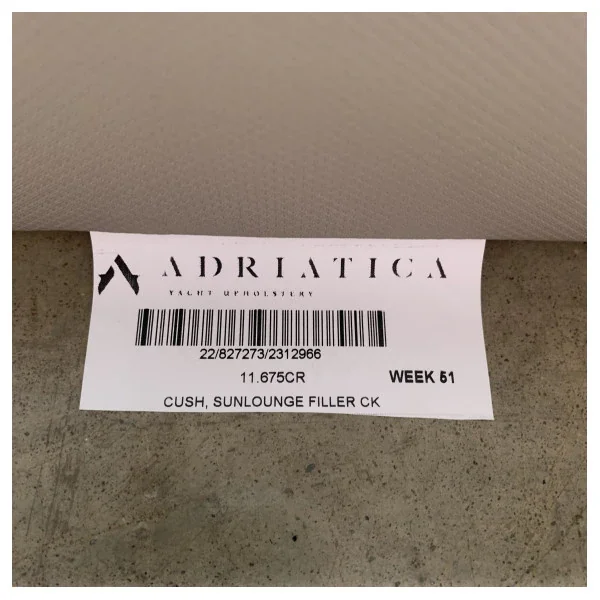 ADRIATICA
YACHT UPHOLSTERY
22/827273/2312966
11.675CR
WEEK 51
CUSH, SUNLOUNGE FILLER CK